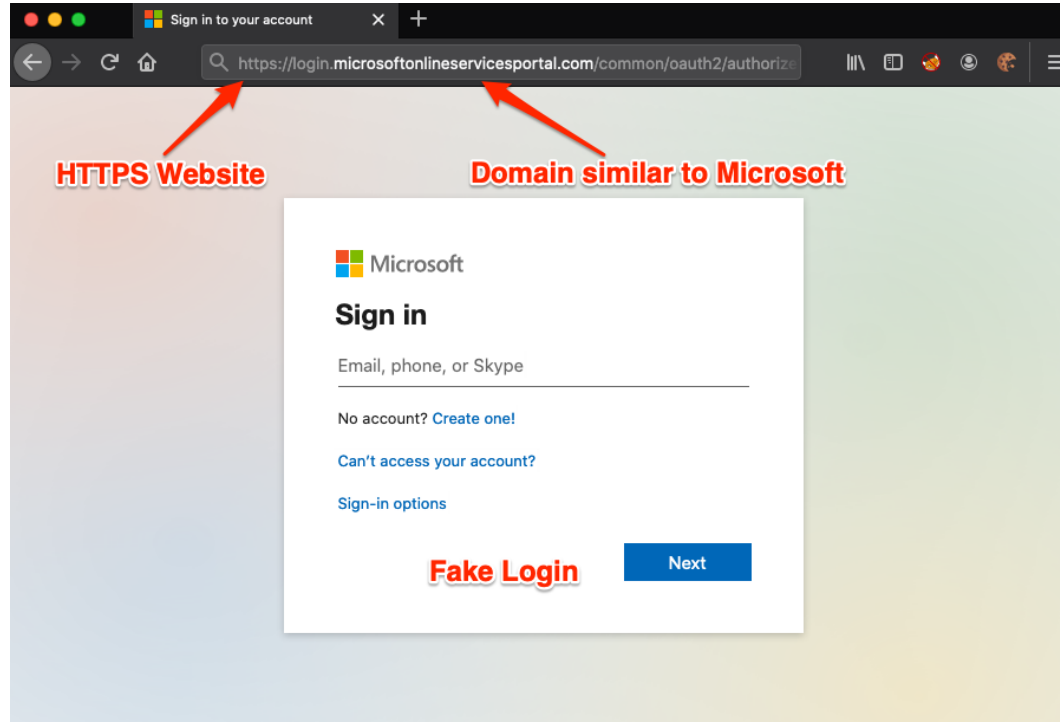 Sign in to your account
https://login.microsoftonlineservicesportal.com/common/oauth2/authorize
HTTPS Website
Domain similar to Microsoft
Microsoft
Sign in
Email, phone, or Skype
No account? Create one!
Can't access your account?
Sign-in options
Fake Login
Next